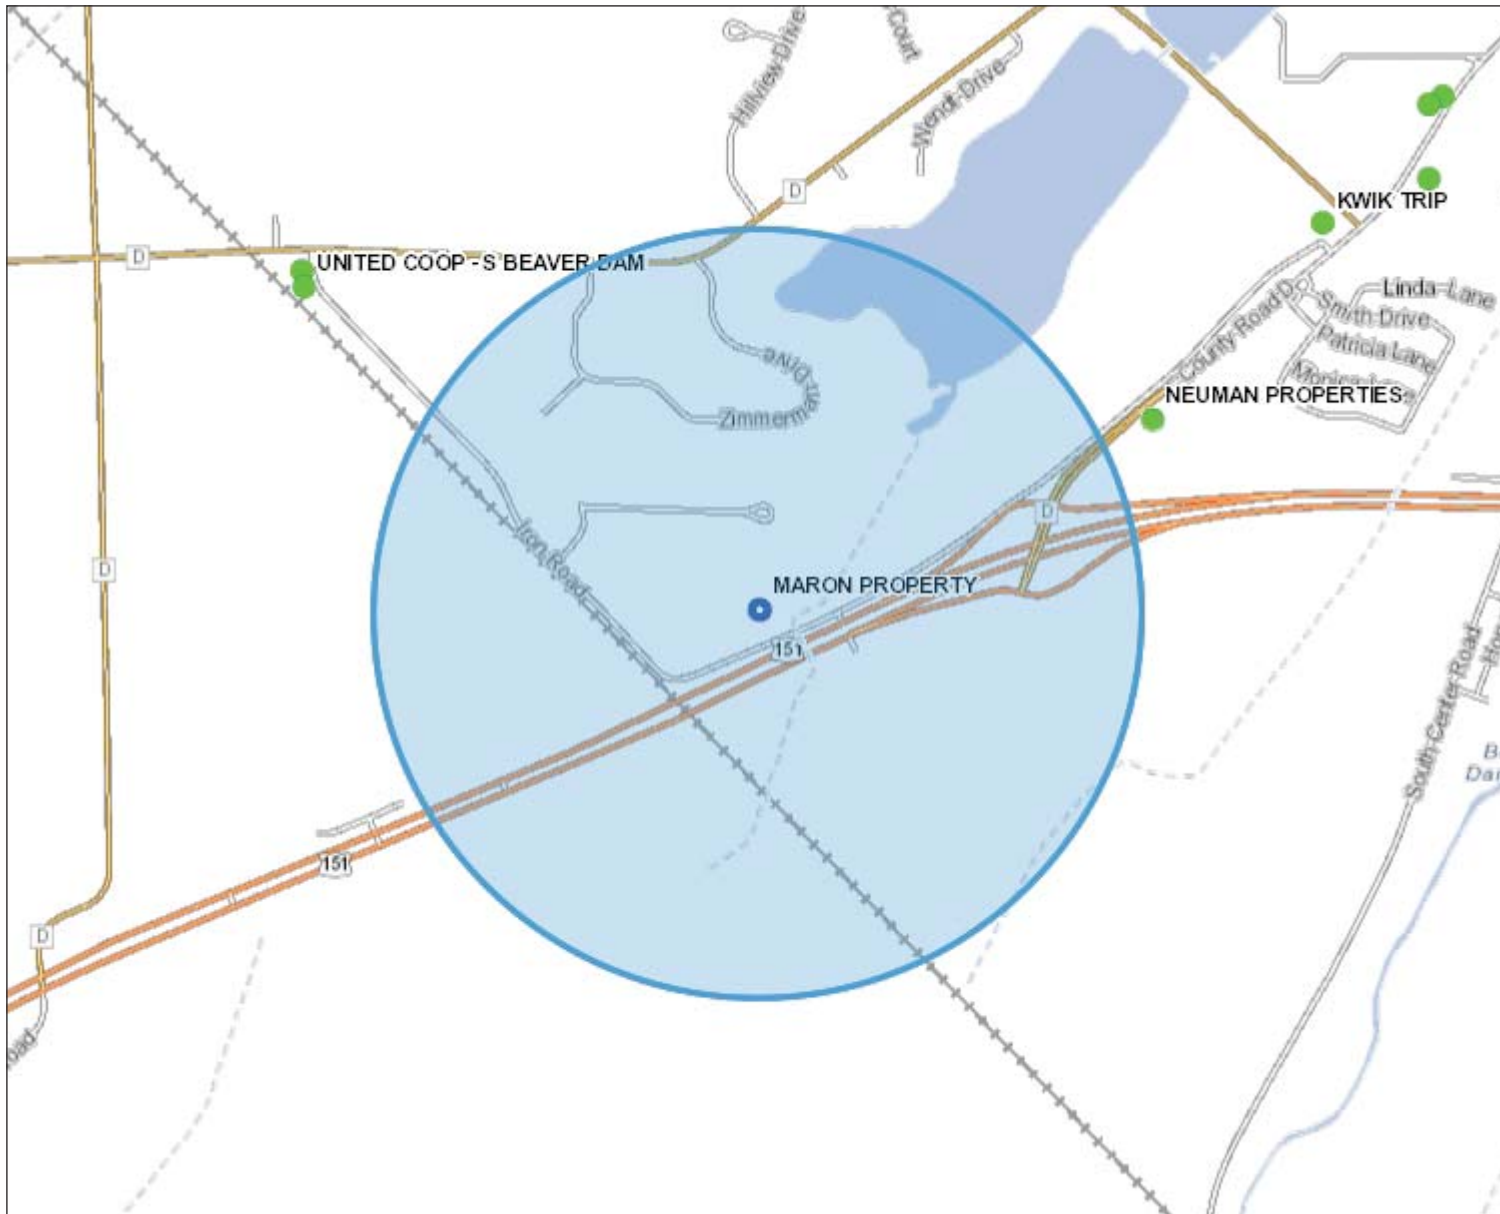 Hillview Drive
Court
Wendt Drive
D
KWIK TRIP
D
UNITED COOP - S BEAVER DAM
Linda Lane
Smith Drive
Patricia Lane
County Road D
Zimmerman Drive
NEUMAN PROPERTIES
D
Iron Road
D
MARON PROPERTY
151
South Center Road
151
D